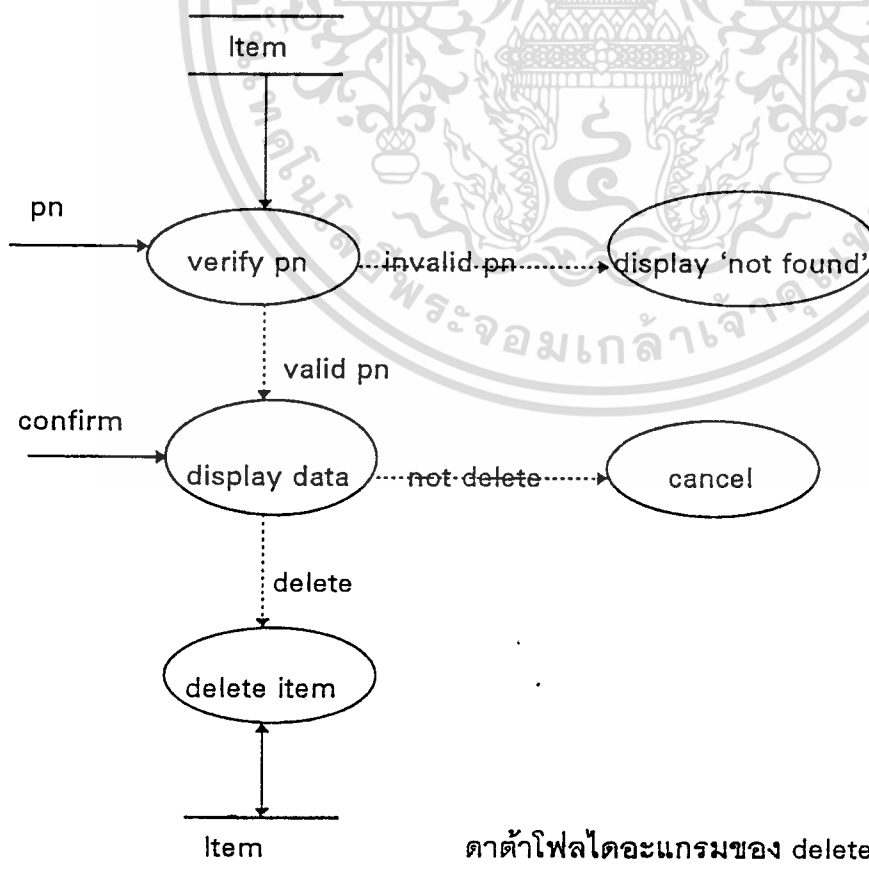 Item
pn
verify pn
invalid pn
display 'not found'
valid pn
confirm
display data
not delete
cancel
delete
delete item
Item
ดาต้าโฟลไดอะแกรมของ delete